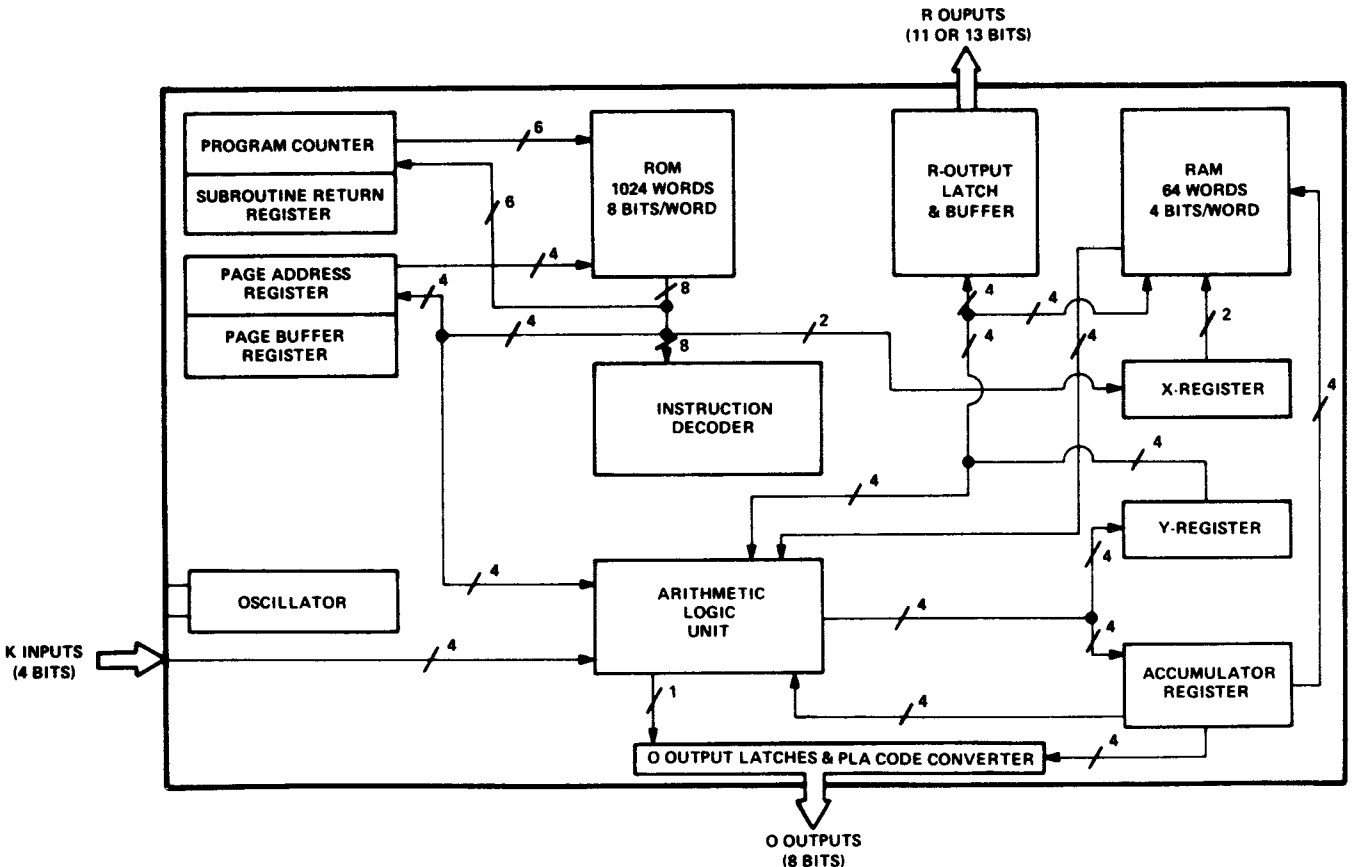 R OUPUTS
(11 OR 13 BITS)
PROGRAM COUNTER
SUBROUTINE RETURN
REGISTER
6
6
ROM
1024 WORDS
8 BITS/WORD
R-OUTPUT
LATCH
& BUFFER
RAM
64 WORDS
4 BITS/WORD
PAGE ADDRESS
REGISTER
PAGE BUFFER
REGISTER
4
4
8
4
8
2
4
4
4
4
2
INSTRUCTION
DECODER
X-REGISTER
4
4
4
Y-REGISTER
4
OSCILLATOR
4
ARITHMETIC
LOGIC
UNIT
4
4
K INPUTS
(4 BITS)
4
ACCUMULATOR
REGISTER
1
4
4
O OUTPUT LATCHES & PLA CODE CONVERTER
O OUTPUTS
(8 BITS)